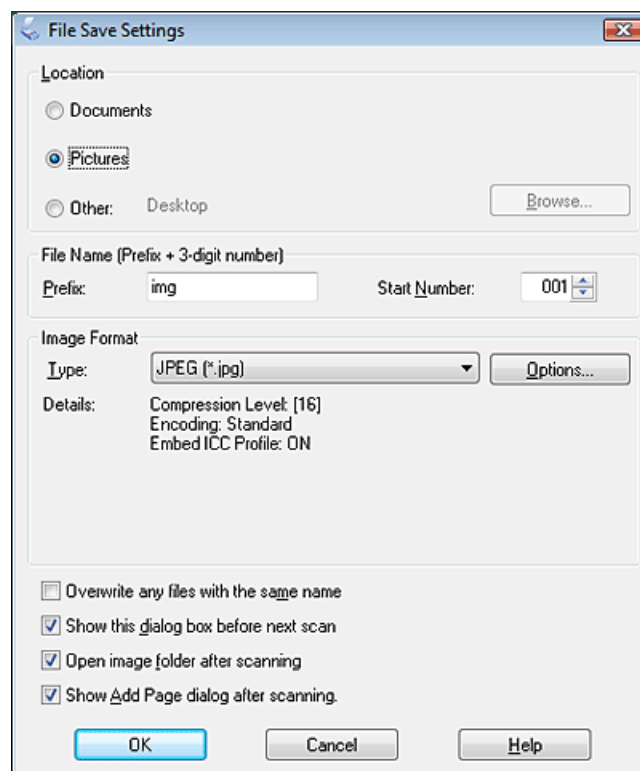 File Save Settings
Location
Documents
Pictures
Other: Desktop Browse...
File Name (Prefix + 3-digit number)
Prefix: img Start Number: 001
Image Format
Type: JPEG (*.jpg) Options...
Details: Compression Level: [16]
Encoding: Standard
Embed ICC Profile: ON
Overwrite any files with the same name
Show this dialog box before next scan
Open image folder after scanning
Show Add Page dialog after scanning.
OK Cancel Help